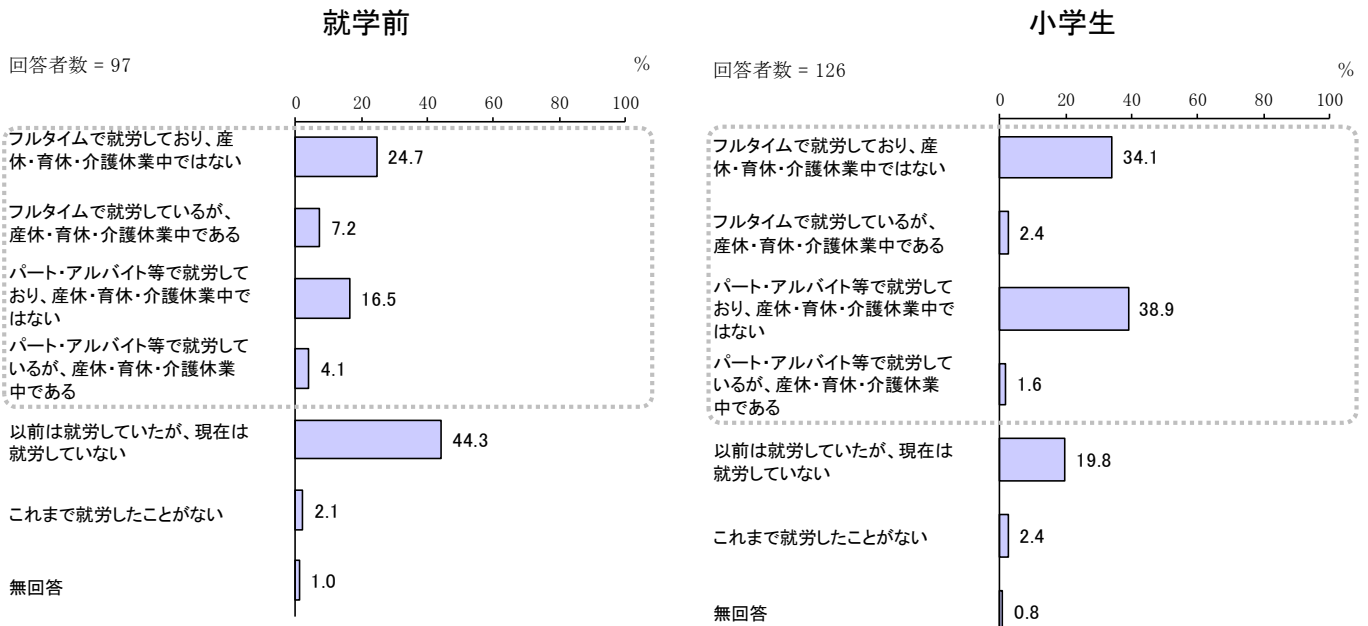 就学前
回答者数 = 97
%
0 20 40 60 80 100
フルタイムで就労しており、産
休・育休・介護休業中ではない
24.7
フルタイムで就労しているが、
産休・育休・介護休業中である
7.2
パート・アルバイト等で就労して
おり、産休・育休・介護休業中で
はない
16.5
パート・アルバイト等で就労して
いるが、産休・育休・介護休業
中である
4.1
以前は就労していたが、現在は
就労していない
44.3
これまで就労したことがない
2.1
無回答
1.0
小学生
回答者数 = 126
%
0 20 40 60 80 100
フルタイムで就労しており、産
休・育休・介護休業中ではない
34.1
フルタイムで就労しているが、
産休・育休・介護休業中である
2.4
パート・アルバイト等で就労して
おり、産休・育休・介護休業中で
はない
38.9
パート・アルバイト等で就労して
いるが、産休・育休・介護休業
中である
1.6
以前は就労していたが、現在は
就労していない
19.8
これまで就労したことがない
2.4
無回答
0.8